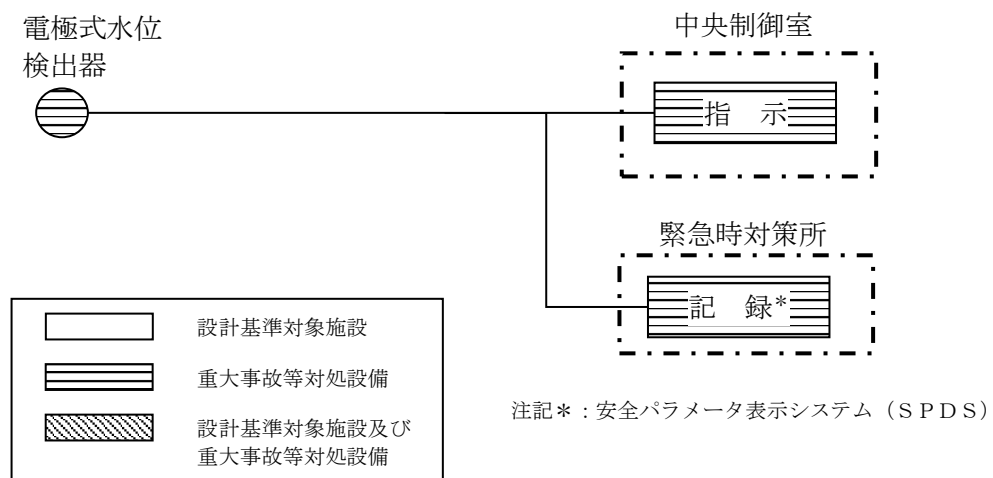 電極式水位
検出器
中央制御室
指　示
緊急時対策所
記　録*
設計基準対象施設
重大事故等対処設備
設計基準対象施設及び
重大事故等対処設備
注記＊：安全パラメータ表示システム（ＳＰＤＳ）